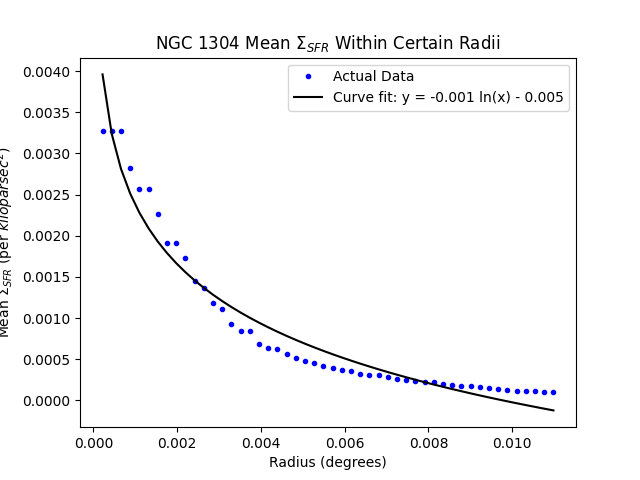 NGC 1304 Mean Σ_SFR Within Certain Radii
Actual Data
Curve fit: y = -0.001 ln(x) - 0.005
0.0040
0.0035
0.0030
0.0025
0.0020
0.0015
0.0010
0.0005
0.0000
Mean Σ_SFR (per kiloparsec²)
0.000 0.002 0.004 0.006 0.008 0.010
Radius (degrees)